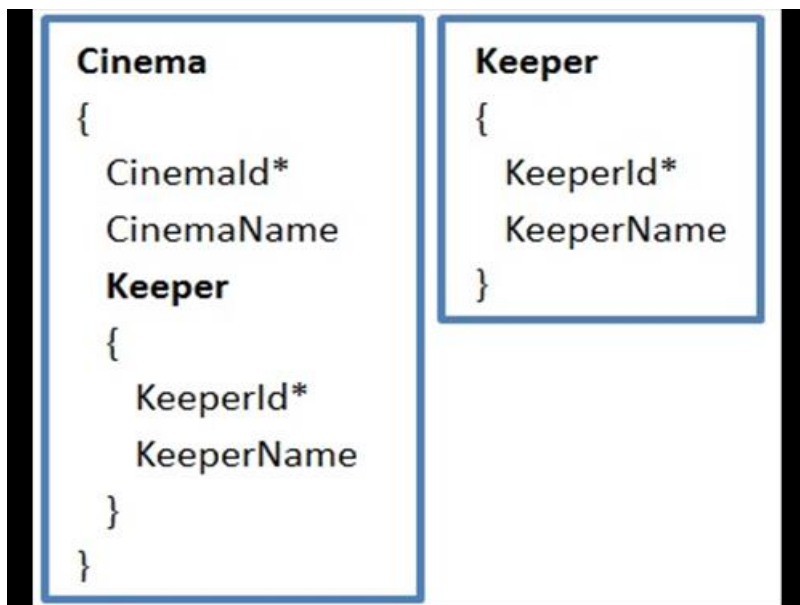 Cinema
{
CinemaId*
CinemaName
Keeper
{
KeeperId*
KeeperName
}
}
Keeper
{
KeeperId*
KeeperName
}